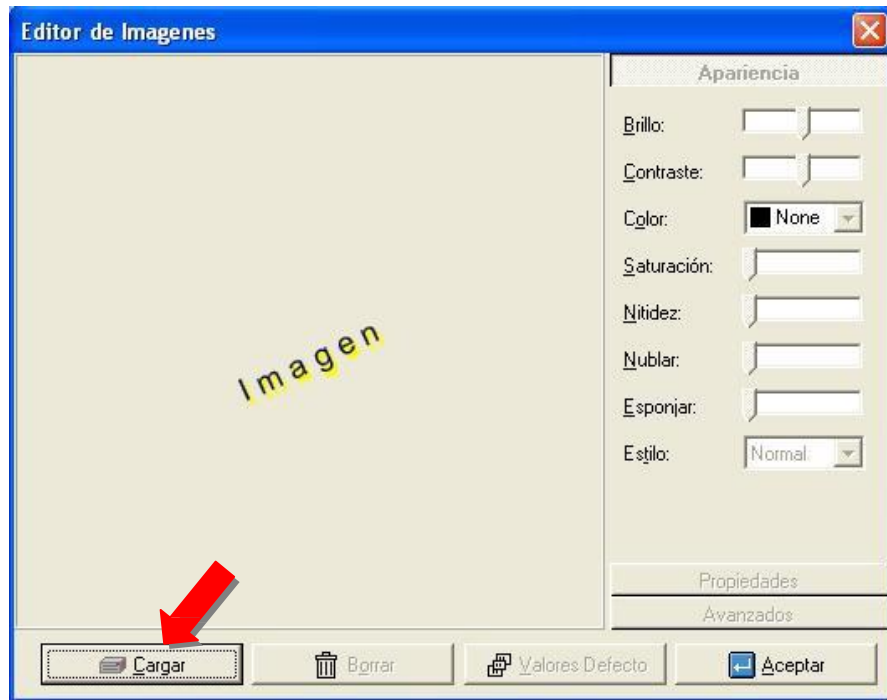 Editor de Imagenes
Apariencia
Brillo:
Contraste:
Color: None
Saturación:
Nitidez:
Nublar:
Esponjar:
Estilo: Normal
Imagen
Propiedades
Avanzados
Cargar Borrar Valores Defecto Aceptar